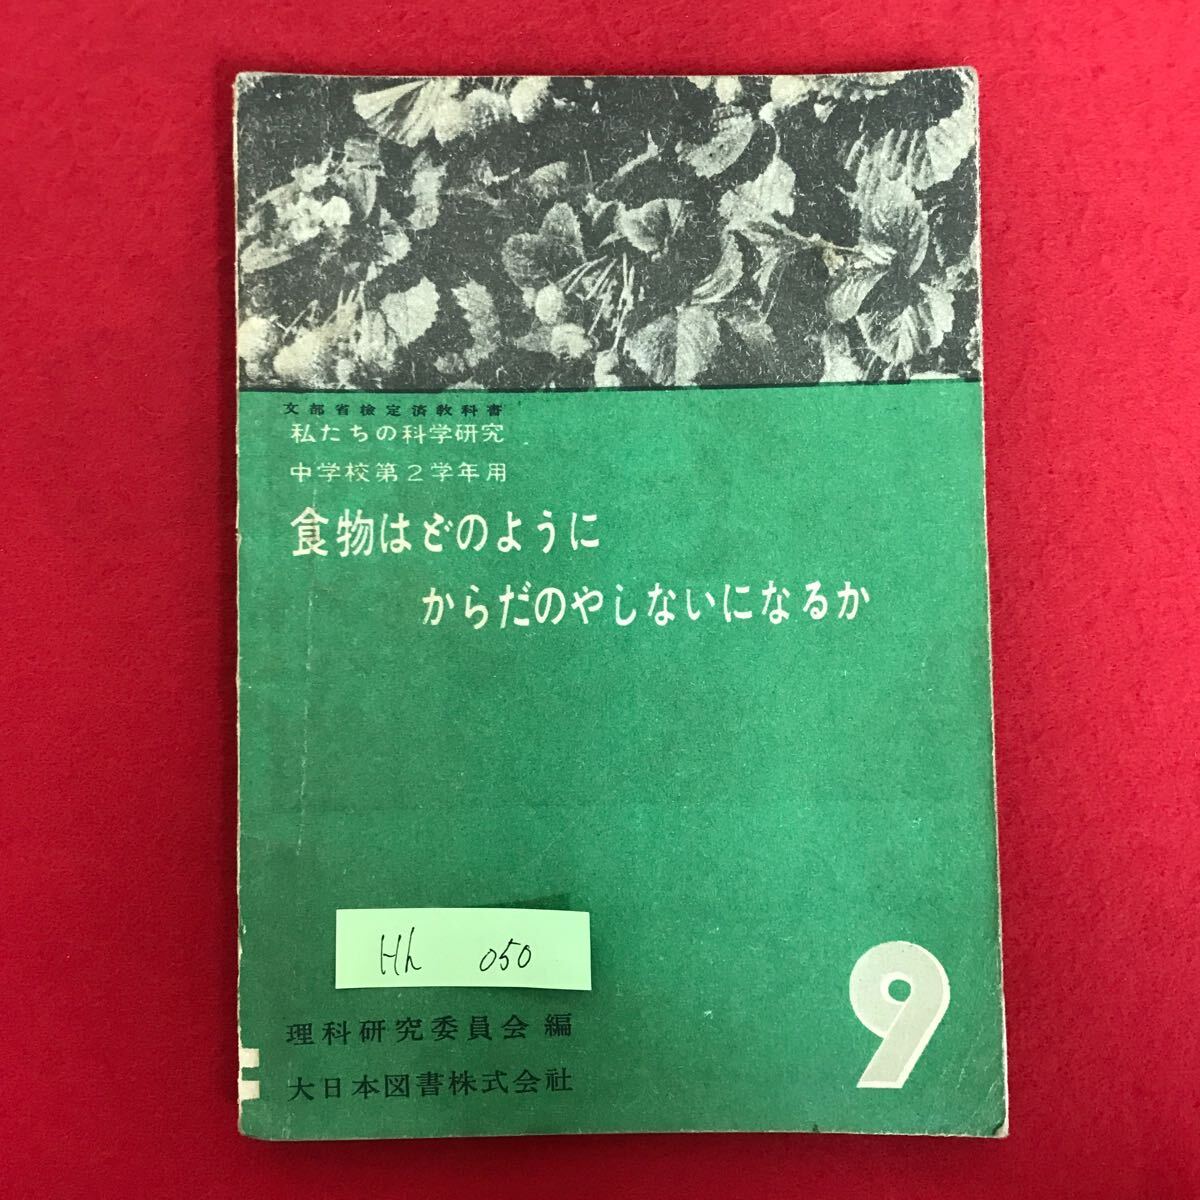 文部省検定済教科書
私たちの科学研究
中学校第2学年用
食物はどのように
からだのやしないになるか
Hh 050
9
理科研究委員会編
大日本図書株式会社